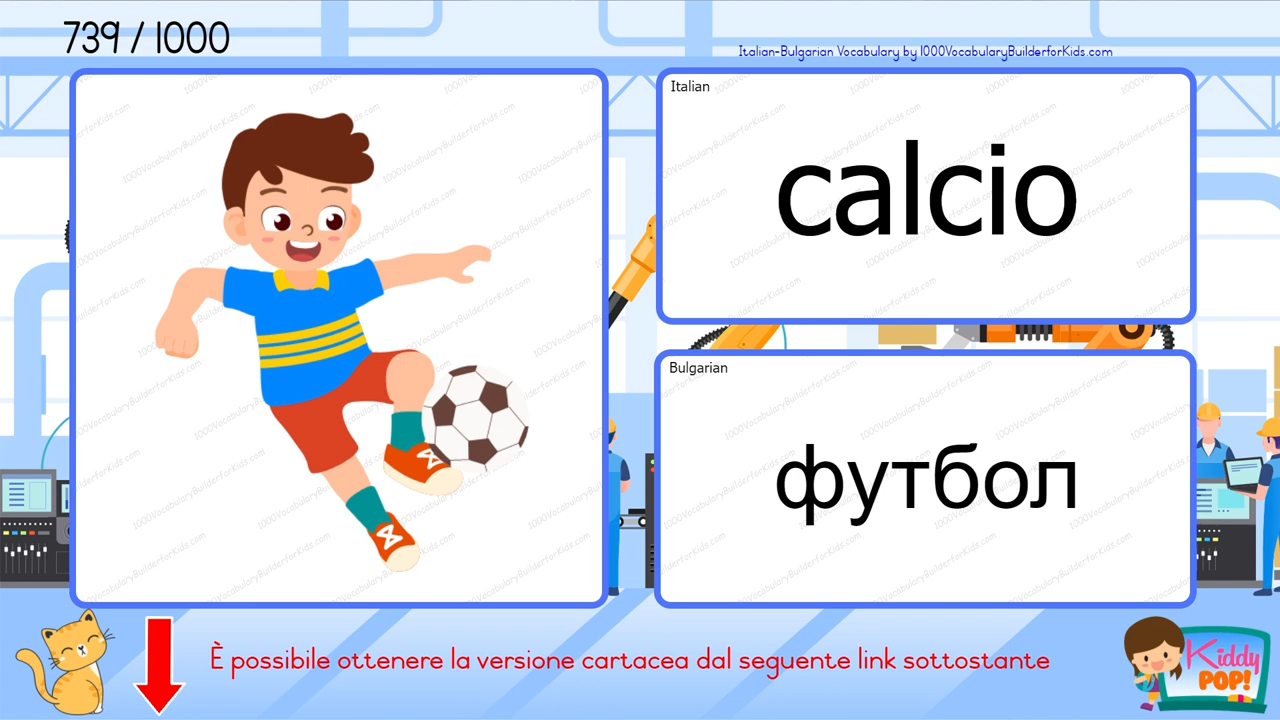 739 / 1000
Italian-Bulgarian Vocabulary by 1000VocabularyBuilderforKids.com
Italian
calcio
Bulgarian
футбол
È possibile ottenere la versione cartacea dal seguente link sottostante
Kiddy
POP!